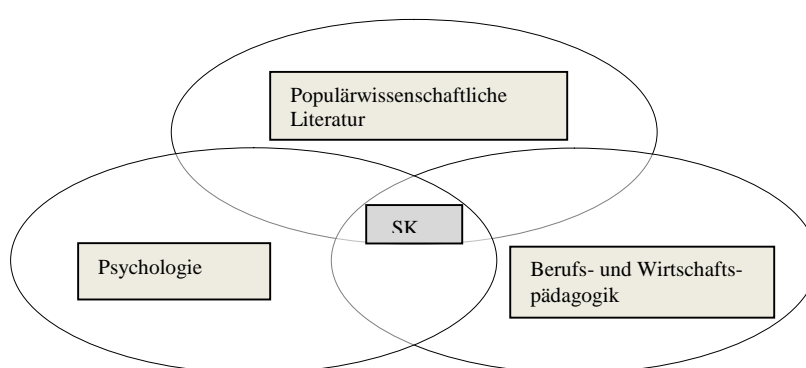 Populärwissenschaftliche
Literatur
SK
Psychologie
Berufs- und Wirtschafts-
pädagogik